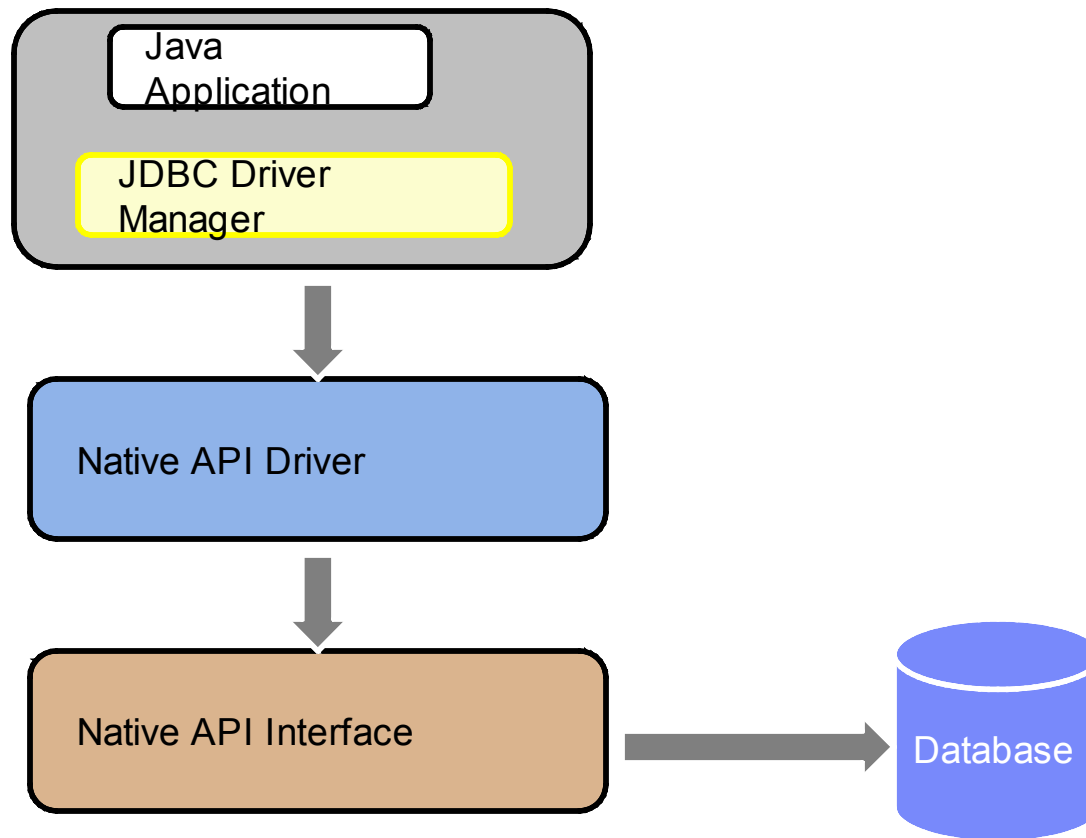 Java
Application
JDBC Driver
Manager
Native API Driver
Native API Interface
Database